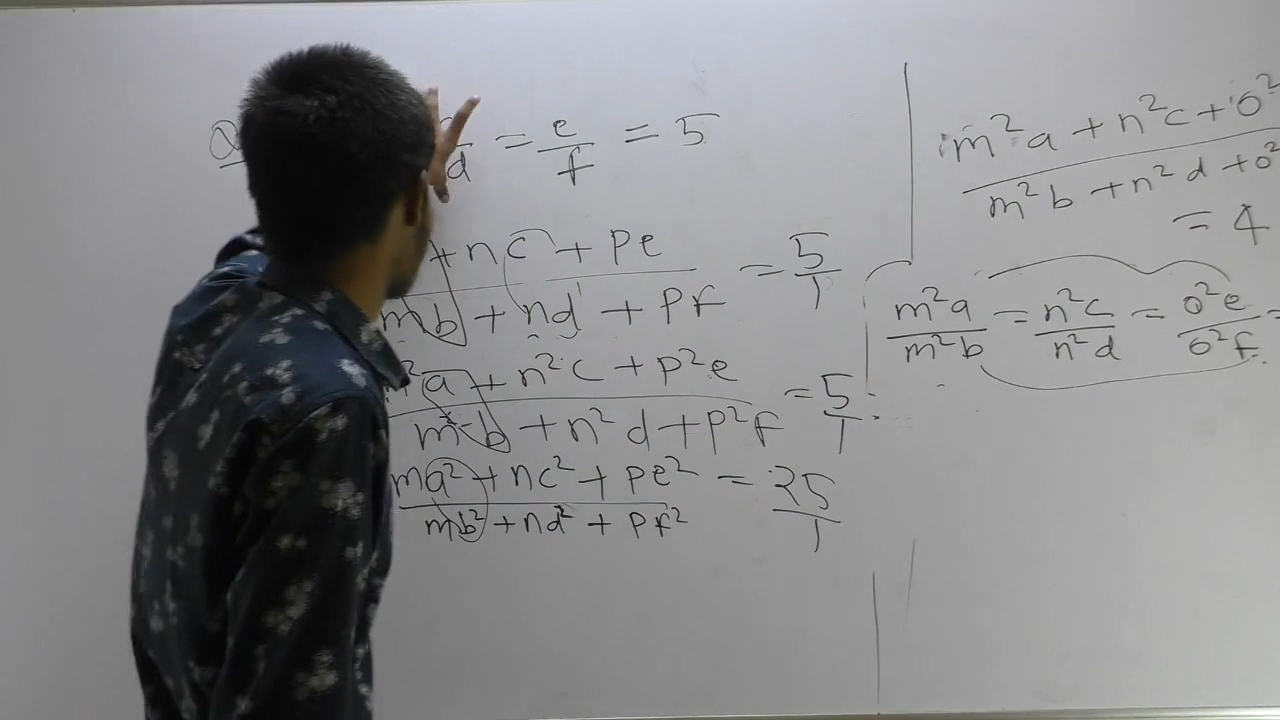 a c/d = e/f = 5
+ nc + pe
mb + nd + pf
= 5/1
m²a + n²c + p²e
m²b + n²d + p²f
= 5/1
ma² + nc² + pe²
mb² + nd² + pf²
= 25/1
m²a + n²c + o²
m²b + n²d + o²
= 4
m²a/m²b = n²c/n²d = o²e/o²f =